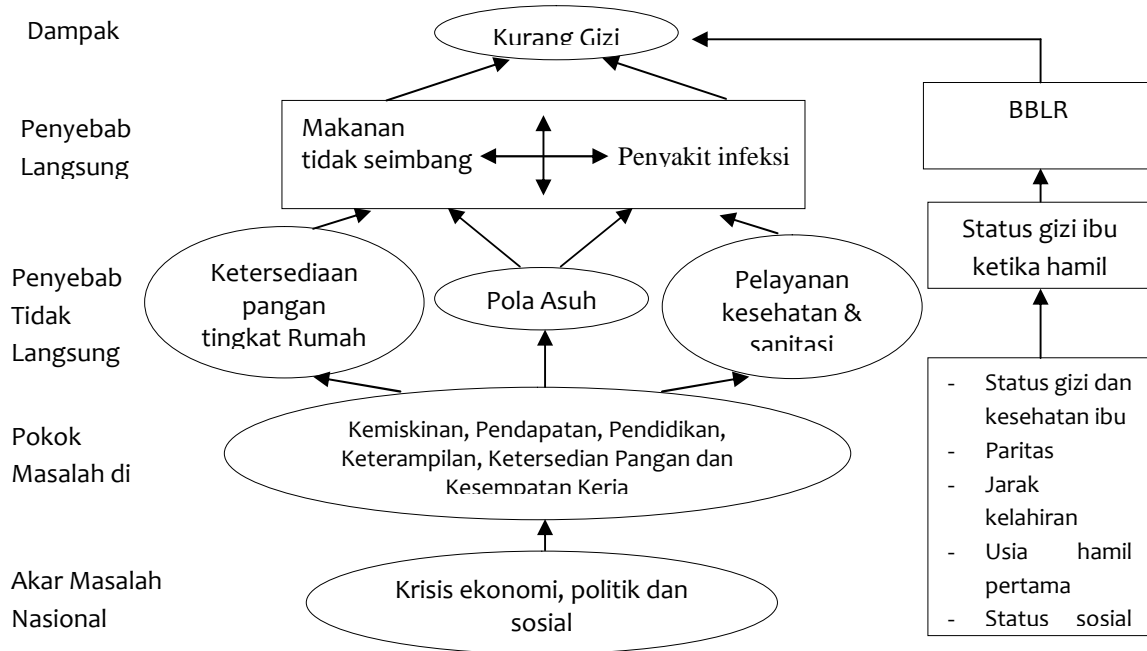 Dampak
Kurang Gizi
Penyebab
Langsung
Makanan
tidak seimbang
Penyakit infeksi
BBLR
Status gizi ibu
ketika hamil
Penyebab
Tidak
Langsung
Ketersediaan
pangan
tingkat Rumah
Pola Asuh
Pelayanan
kesehatan &
sanitasi
Pokok
Masalah di
Kemiskinan, Pendapatan, Pendidikan,
Keterampilan, Ketersedian Pangan dan
Kesempatan Kerja
- Status gizi dan
kesehatan ibu
- Paritas
- Jarak
kelahiran
- Usia hamil
pertama
- Status sosial
Akar Masalah
Nasional
Krisis ekonomi, politik dan
sosial